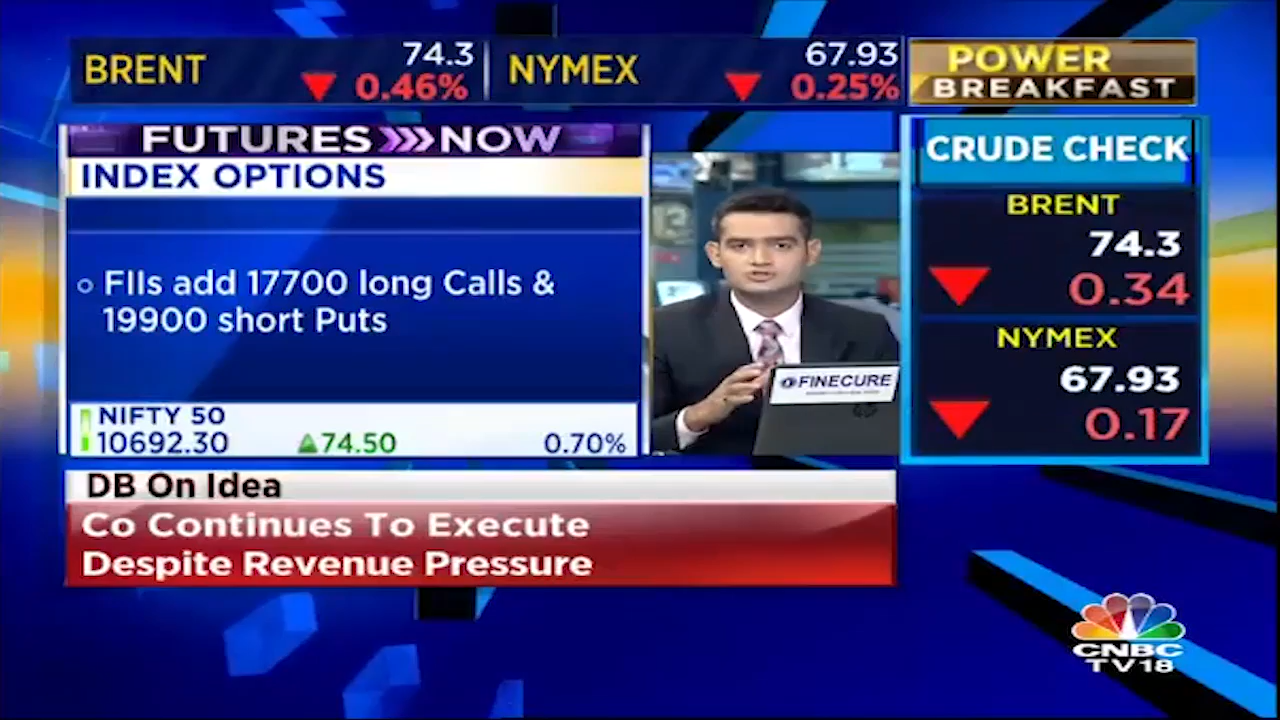 BRENT 74.3 0.46% NYMEX 67.93 0.25%
POWER
BREAKFAST
FUTURES NOW
INDEX OPTIONS
FIIs add 17700 long Calls &
19900 short Puts
NIFTY 50
10692.30 74.50 0.70%
FINECURE
CRUDE CHECK
BRENT
74.3
0.34
NYMEX
67.93
0.17
DB On Idea
Co Continues To Execute
Despite Revenue Pressure
CNBC
TV18